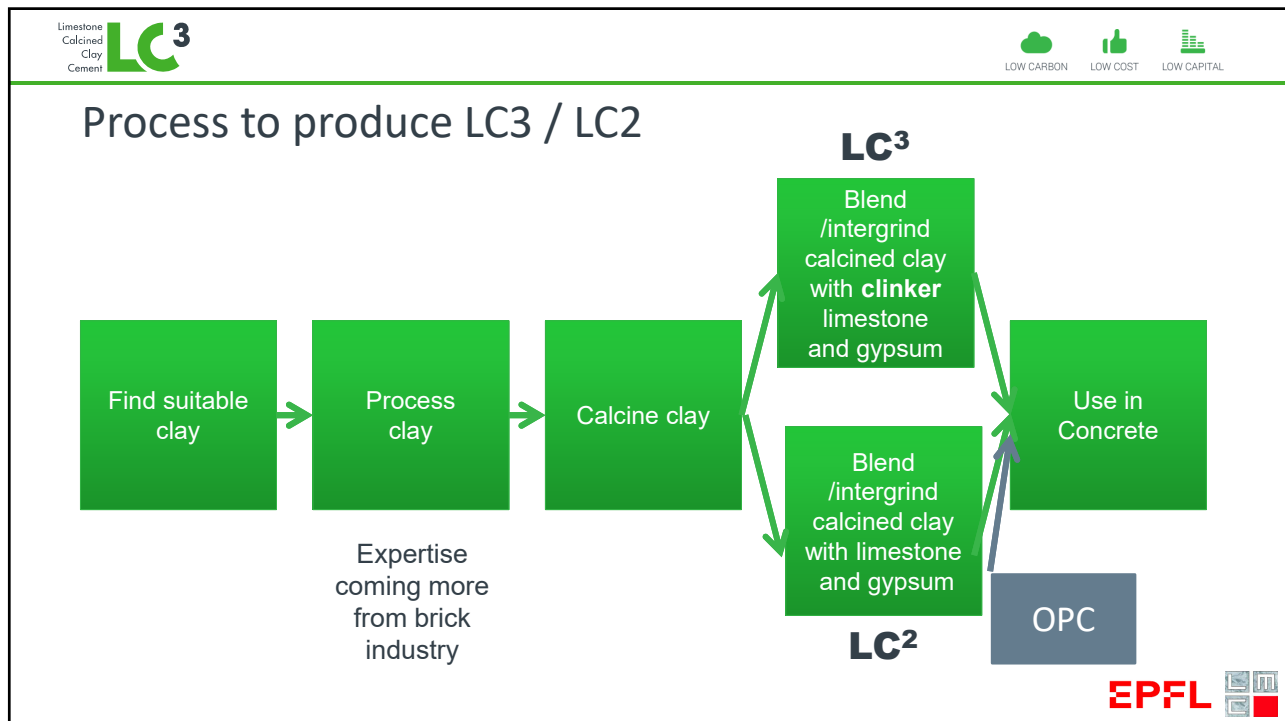 Limestone
Calcined
Clay
Cement
LC3
LOW CARBON
LOW COST
LOW CAPITAL
Process to produce LC3 / LC2
LC³
Blend
/intergrind
calcined clay
with clinker
limestone
and gypsum
Find suitable
clay
Process
clay
Calcine clay
Use in
Concrete
Blend
/intergrind
calcined clay
with limestone
and gypsum
Expertise
coming more
from brick
industry
LC²
OPC
EPFL
L M
C